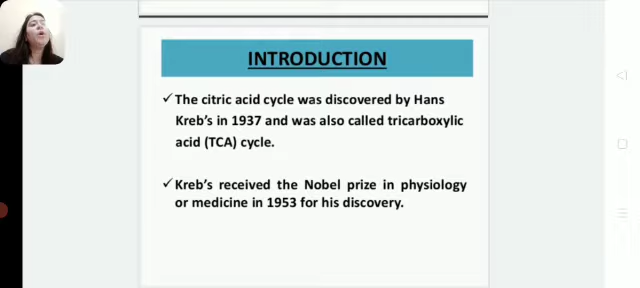 INTRODUCTION
✓ The citric acid cycle was discovered by Hans
Kreb's in 1937 and was also called tricarboxylic
acid (TCA) cycle.
✓ Kreb's received the Nobel prize in physiology
or medicine in 1953 for his discovery.